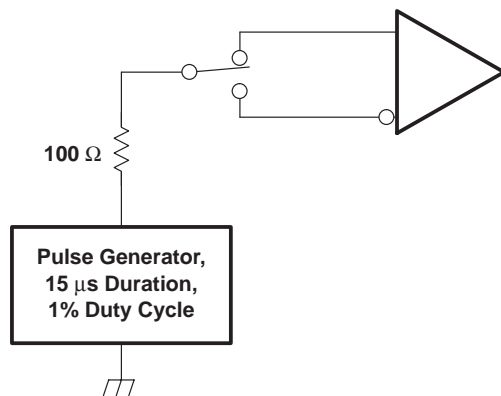 100 Ω
Pulse Generator,
15 μs Duration,
1% Duty Cycle